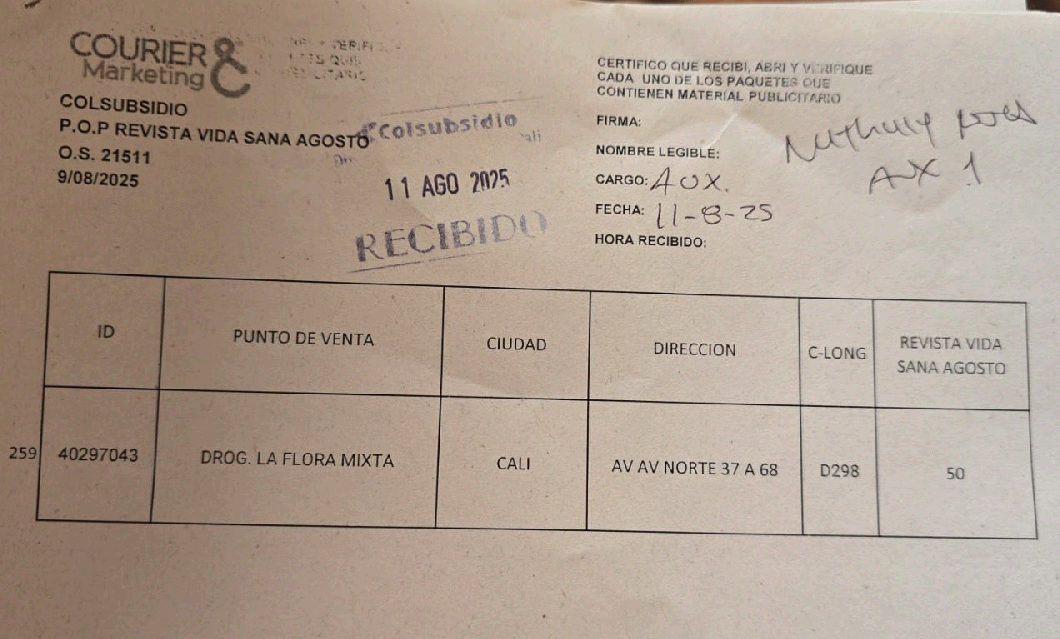 COURIER &
Marketing
COLSUBSIDIO
P.O.P REVISTA VIDA SANA AGOSTO
O.S. 21511
9/08/2025
Colsubsidio
11 AGO 2025
RECIBIDO
CERTIFICO QUE RECIBI, ABRI Y VERIFIQUE
CADA UNO DE LOS PAQUETES QUE
CONTIENEN MATERIAL PUBLICITARIO
FIRMA:
NOMBRE LEGIBLE:
AUX 1
CARGO: AUX.
FECHA: 11-8-25
HORA RECIBIDO:
ID PUNTO DE VENTA CIUDAD DIRECCION C-LONG REVISTA VIDA SANA AGOSTO
259 40297043 DROG. LA FLORA MIXTA CALI AV AV NORTE 37 A 68 D298 50